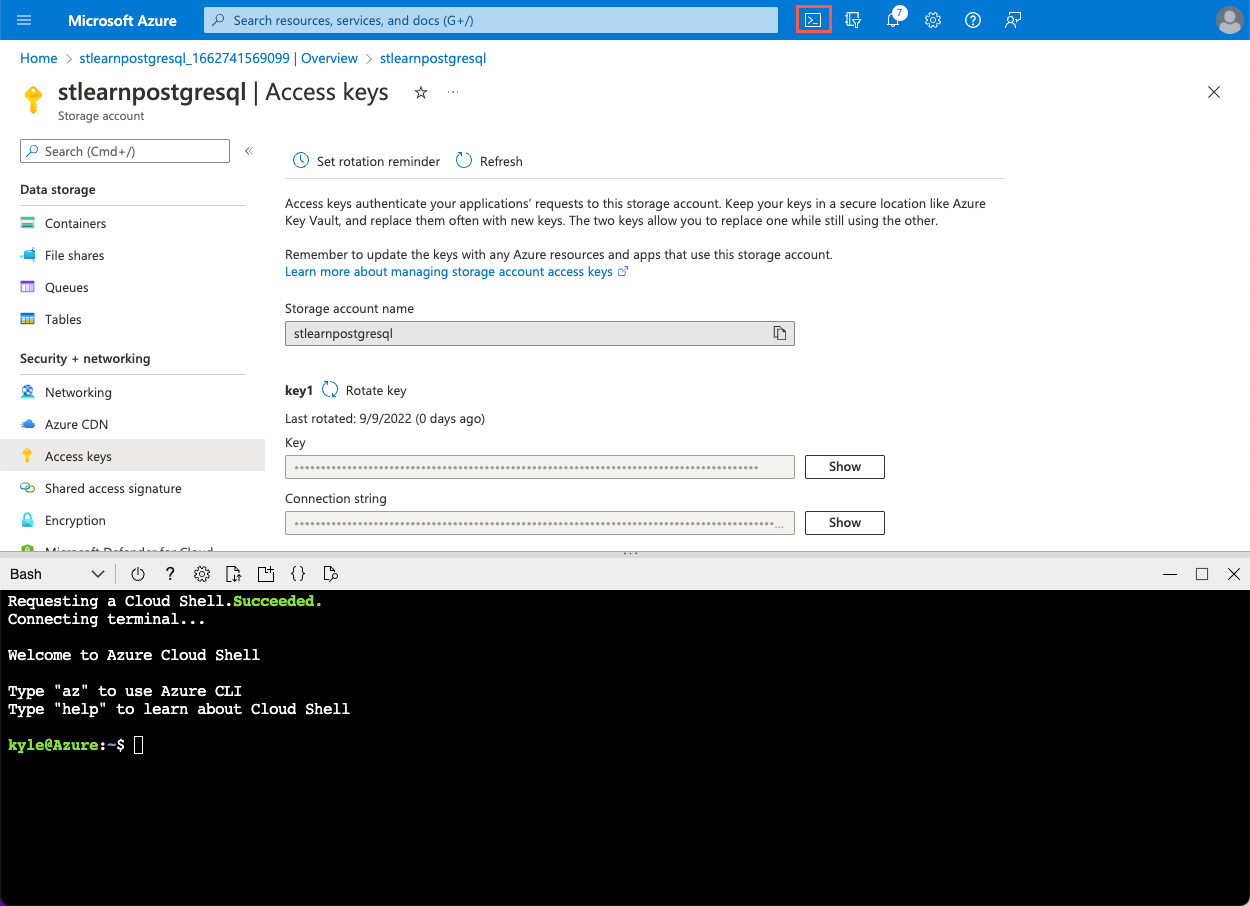 Microsoft Azure
Search resources, services, and docs (G+/)
7
Home > stlearnpostgresql_1662741569099 | Overview > stlearnpostgresql
stlearnpostgresql | Access keys
Storage account
Search (Cmd+/)
Data storage
Containers
File shares
Queues
Tables
Security + networking
Networking
Azure CDN
Access keys
Shared access signature
Encryption
Microsoft Defender for Cloud
Set rotation reminder
Refresh
Access keys authenticate your applications' requests to this storage account. Keep your keys in a secure location like Azure
Key Vault, and replace them often with new keys. The two keys allow you to replace one while still using the other.
Remember to update the keys with any Azure resources and apps that use this storage account.
Learn more about managing storage account access keys
Storage account name
stlearnpostgresql
key1
Rotate key
Last rotated: 9/9/2022 (0 days ago)
Key
Show
Connection string
Show
Bash
Requesting a Cloud Shell.Succeeded.
Connecting terminal...
Welcome to Azure Cloud Shell
Type "az" to use Azure CLI
Type "help" to learn about Cloud Shell
kyle@Azure:~$